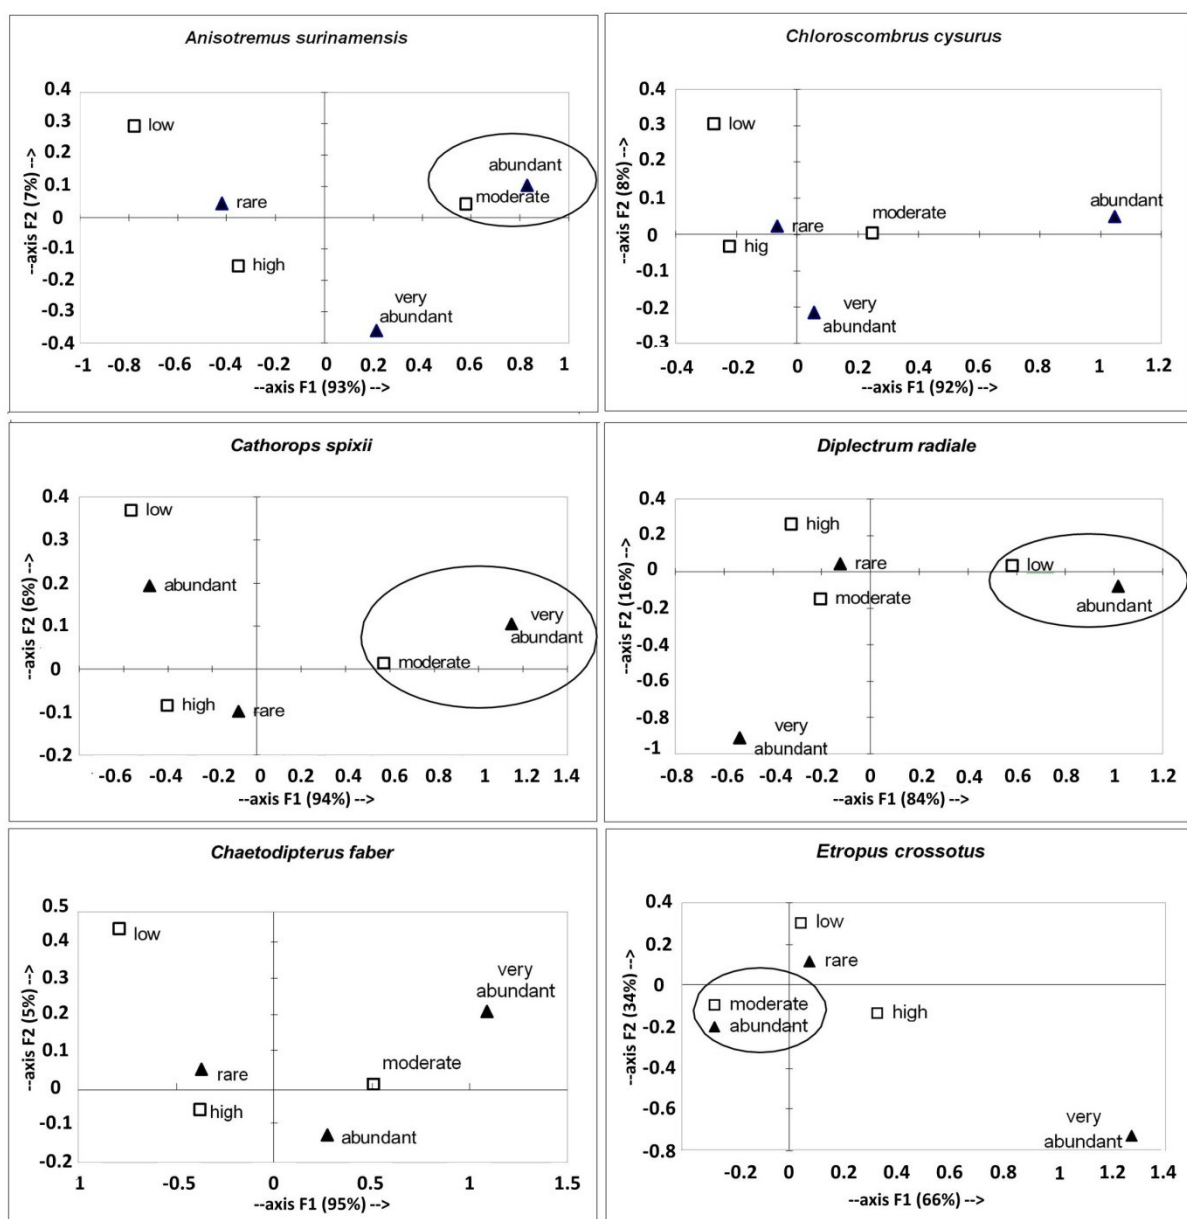 Anisotremus surinamensis
0.4
0.3
0.2
0.1
0
-0.1
-0.2
-0.3
-0.4
--axis F2 (7%) -->
low
rare
high
abundant
moderate
very
abundant
-1 -0.8 -0.6 -0.4 -0.2 0 0.2 0.4 0.6 0.8 1
--axis F1 (93%) -->
Chloroscombrus cysurus
0.4
0.3
0.2
0.1
0
-0.1
-0.2
-0.3
--axis F2 (8%) -->
low
moderate
abundant
rare
hig
very
abundant
-0.4 -0.2 0 0.2 0.4 0.6 0.8 1 1.2
--axis F1 (92%) -->
Cathorops spixii
0.4
0.3
0.2
0.1
0
-0.1
-0.2
--axis F2 (6%) -->
low
abundant
very
abundant
moderate
high
rare
-0.6 -0.4 -0.2 0 0.2 0.4 0.6 0.8 1 1.2 1.4
--axis F1 (94%) -->
Diplectrum radiale
0.4
0.2
0
-0.2
-0.4
-0.6
-0.8
-1
--axis F2 (16%) -->
high
rare
low
moderate
abundant
very
abundant
-0.8 -0.6 -0.4 -0.2 0 0.2 0.4 0.6 0.8 1 1.2
--axis F1 (84%) -->
Chaetodipterus faber
0.5
0.4
0.3
0.2
0.1
0
-0.1
-0.2
--axis F2 (5%) -->
low
very
abundant
rare
moderate
high
abundant
1 -0.5 0 0.5 1 1.5
--axis F1 (95%) -->
Etropus crossotus
0.4
0.2
0
-0.2
-0.4
-0.6
-0.8
--axis F2 (34%) -->
low
rare
moderate
abundant
high
very
abundant
-0.2 0 0.2 0.4 0.6 0.8 1 1.2 1.4
--axis F1 (66%) -->